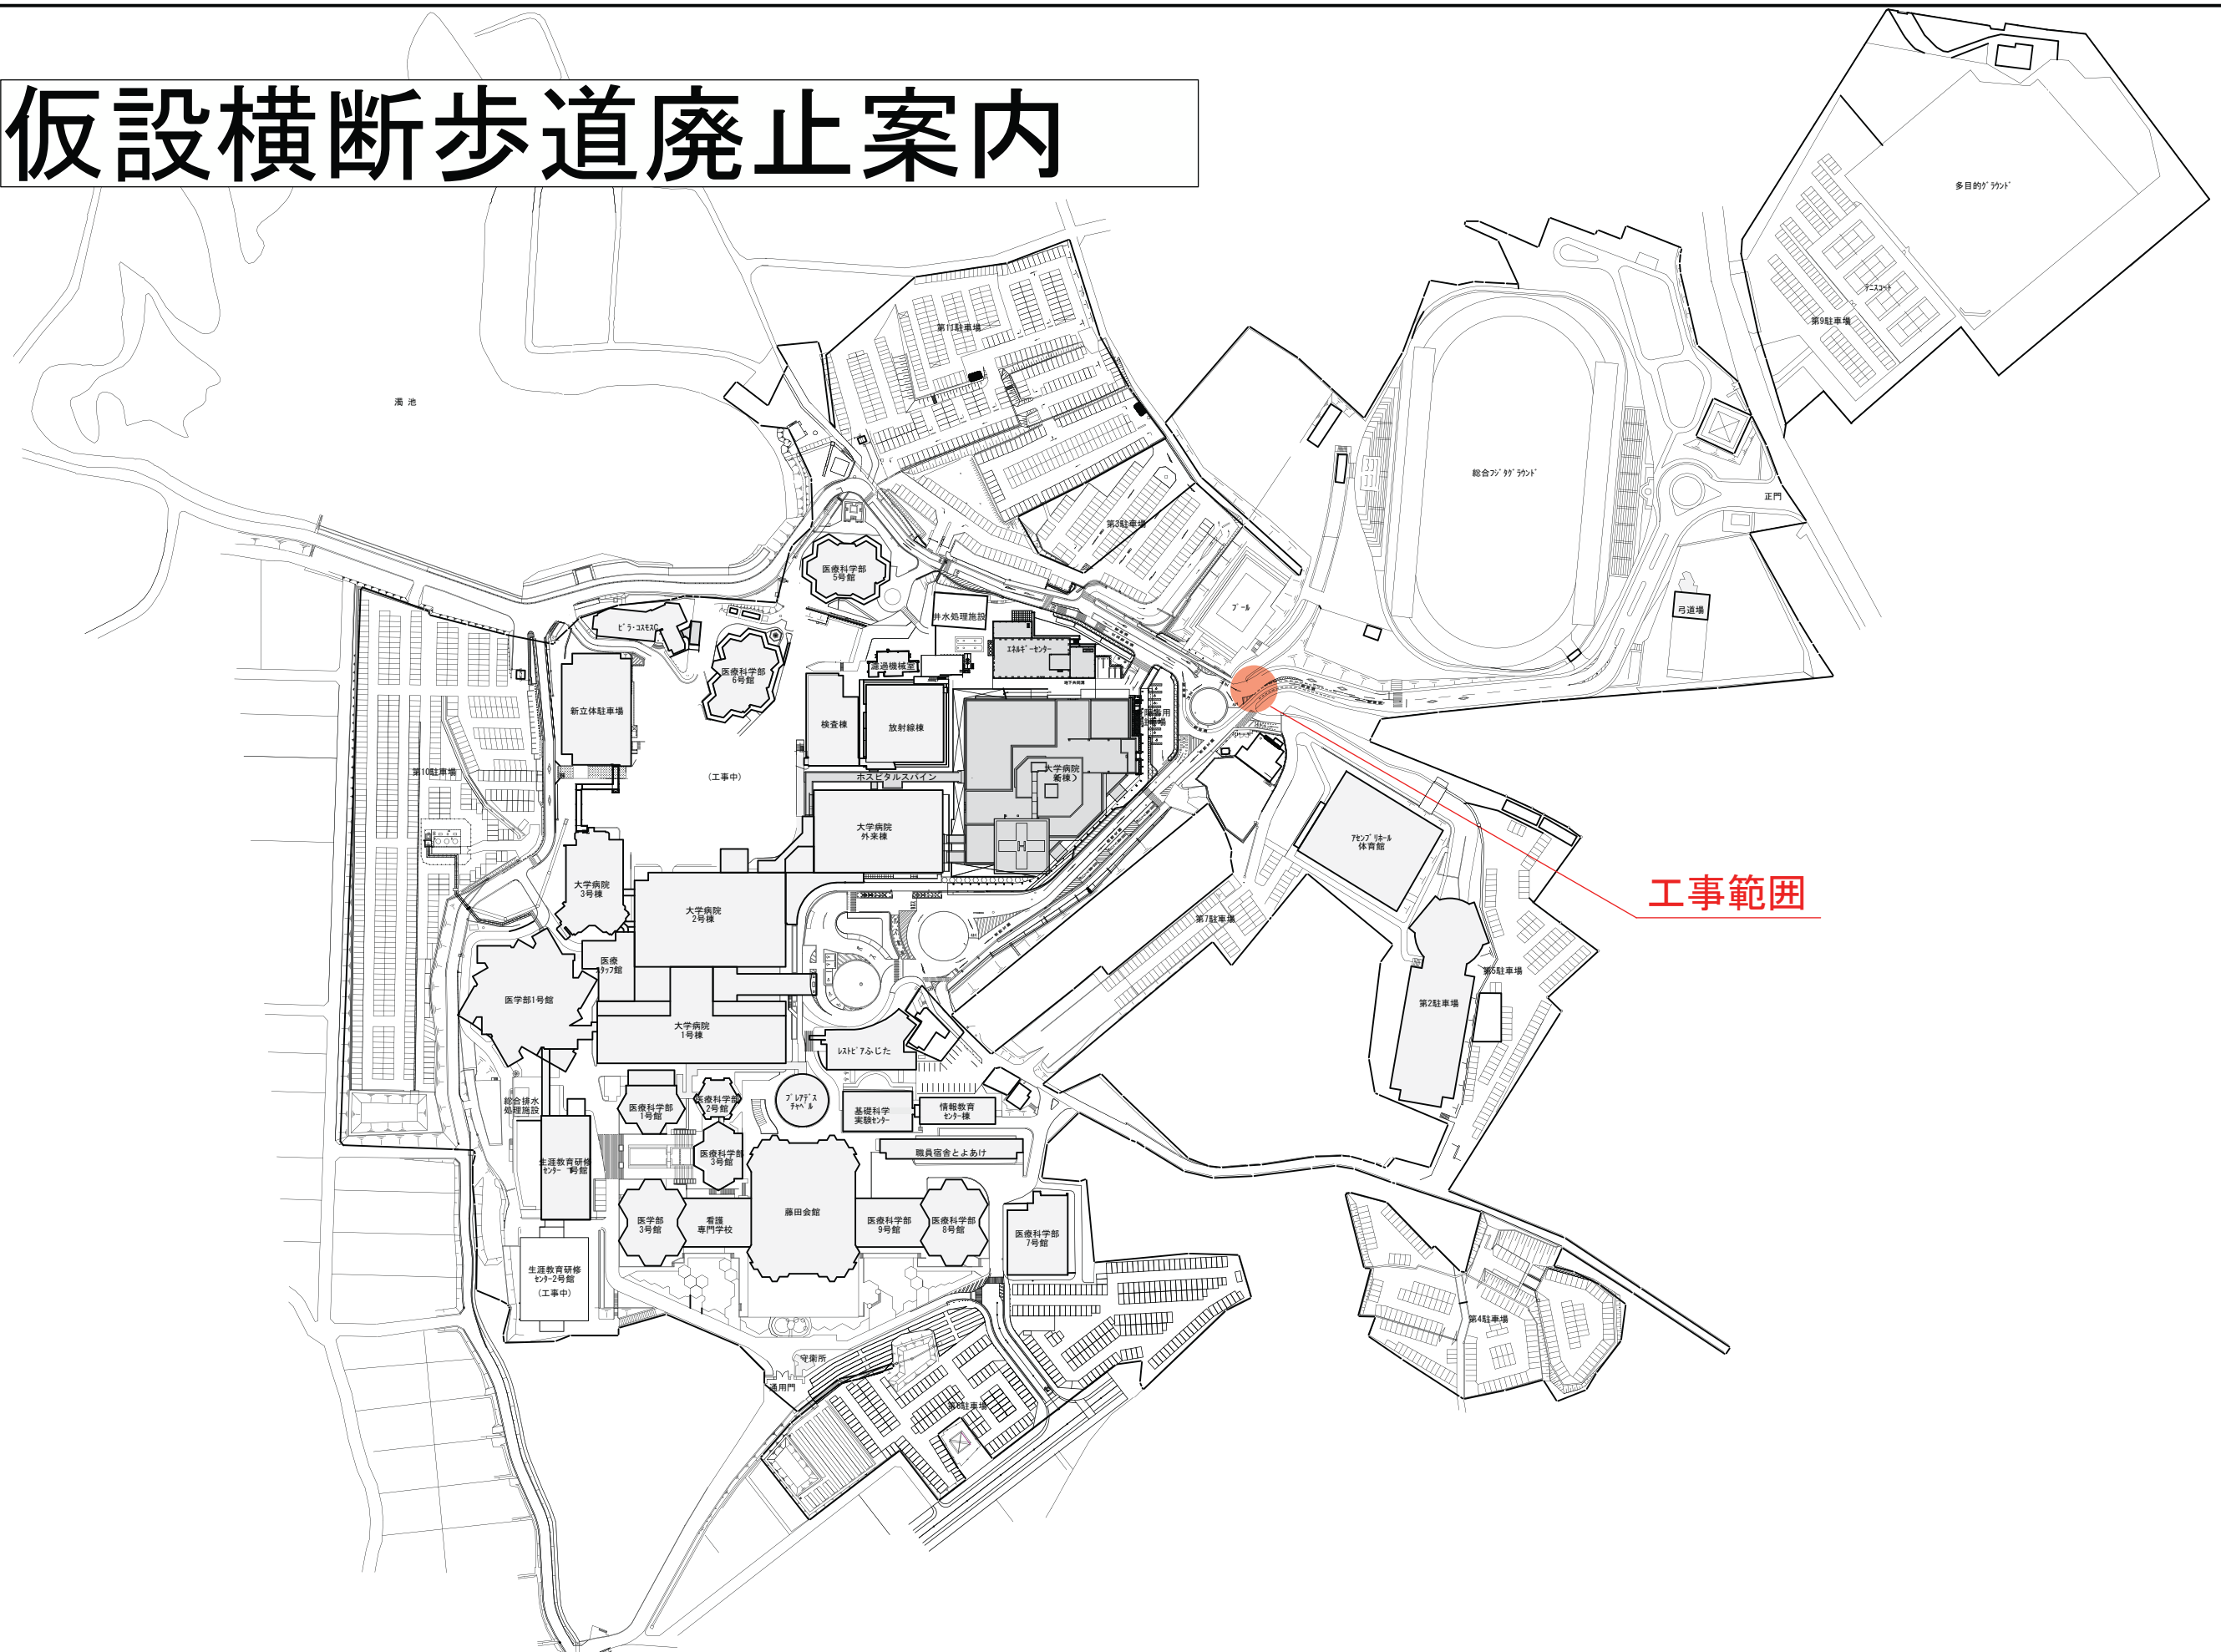 仮設横断歩道廃止案内
多目的ｸﾞﾗｳﾝﾄﾞ
ﾃﾆｽｺｰﾄ
第9駐車場
第11駐車場
濁 池
総合ﾌｼﾞﾀｸﾞﾗｳﾝﾄﾞ
正門
第3駐車場
医療科学部
5号館
ﾌﾟｰﾙ
弓道場
井水処理施設
ﾋﾞﾗ・ｺｽﾓｽC
ｴﾈﾙｷﾞｰｾﾝﾀｰ
濾過機械室
医療科学部
6号館
新立体駐車場
検査棟
放射線棟
第10駐車場
(工事中)
ホスピタルスパイン
大学病院
新棟)
大学病院
外来棟
ｱｾﾝﾌﾞﾘﾎｰﾙ
体育館
工事範囲
大学病院
3号棟
大学病院
2号棟
第7駐車場
医療
ｽﾀｯﾌ館
第5駐車場
医学部1号館
第2駐車場
大学病院
1号棟
ﾚｽﾄﾋﾟｱふじた
総合排水
処理施設
医療科学部
1号館
医療科学部
2号館
ﾌﾟﾚｱﾃﾞｽ
ﾁｬﾍﾟﾙ
基礎科学
実験ｾﾝﾀｰ
情報教育
ｾﾝﾀｰ棟
医療科学部
3号館
職員宿舎とよあけ
生涯教育研修
ｾﾝﾀｰ 1号館
医学部
3号館
看護
専門学校
藤田会館
医療科学部
9号館
医療科学部
8号館
医療科学部
7号館
生涯教育研修
ｾﾝﾀｰ2号館
(工事中)
第4駐車場
守衛所
通用門
第6駐車場